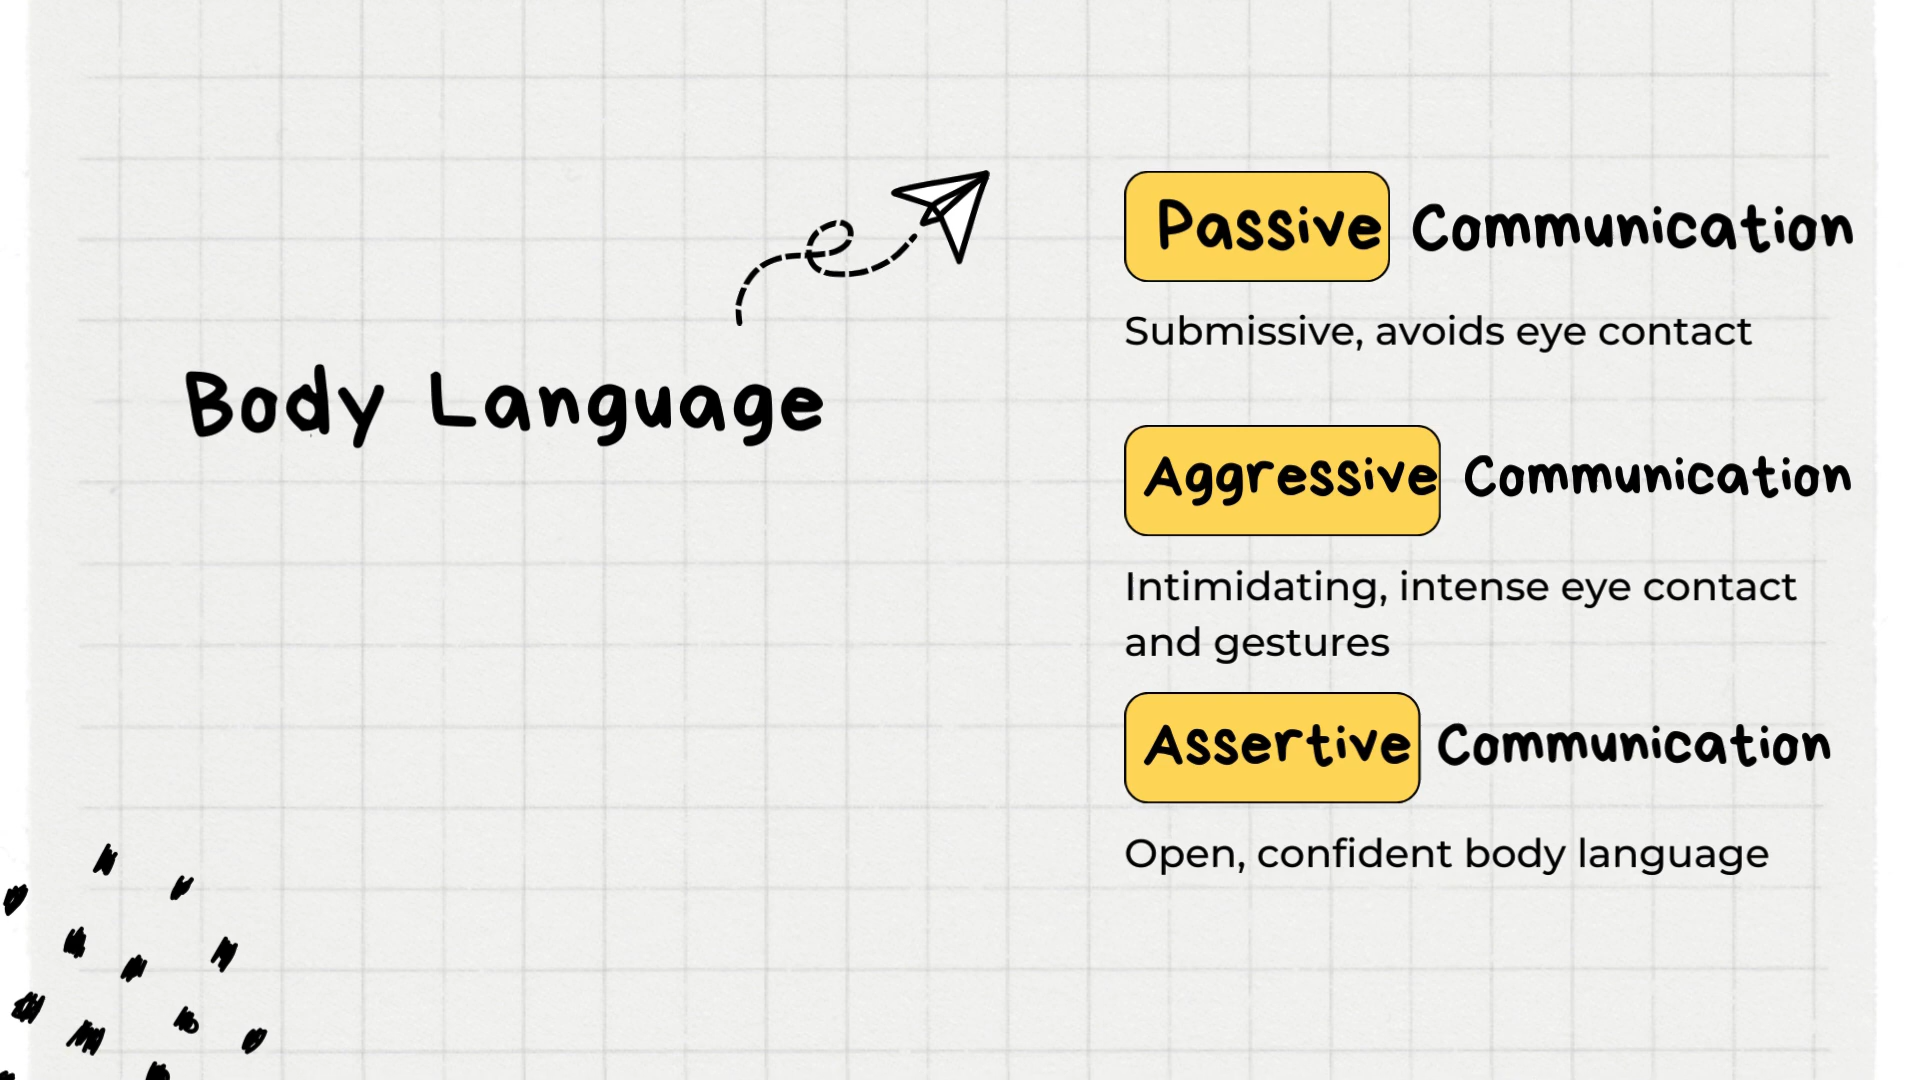 Body Language
Passive Communication
Submissive, avoids eye contact
Aggressive Communication
Intimidating, intense eye contact
and gestures
Assertive Communication
Open, confident body language